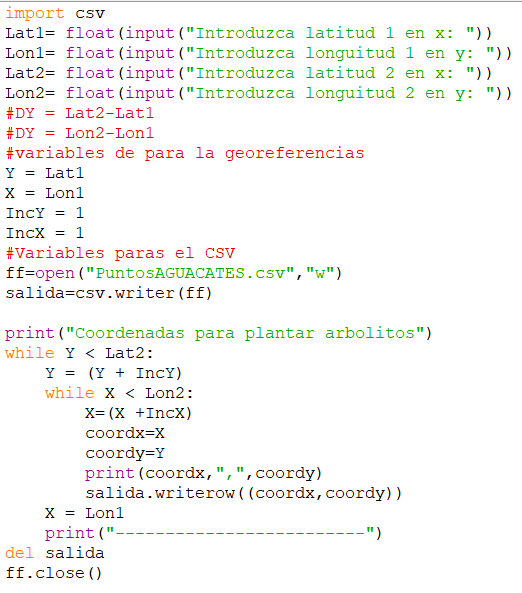 import csv
Lat1= float(input("Introduzca latitud 1 en x: "))
Lon1= float(input("Introduzca longuitud 1 en y: "))
Lat2= float(input("Introduzca latitud 2 en x: "))
Lon2= float(input("Introduzca longuitud 2 en y: "))
#DY = Lat2-Lat1
#DY = Lon2-Lon1
#variables de para la georeferencias
Y = Lat1
X = Lon1
IncY = 1
IncX = 1
#Variables paras el CSV
ff=open("PuntosAGUACATES.csv","w")
salida=csv.writer(ff)

print("Coordenadas para plantar arbolitos")
while Y < Lat2:
    Y = (Y + IncY)
    while X < Lon2:
        X=(X +IncX)
        coordx=X
        coordy=Y
        print(coordx,",",coordy)
        salida.writerow((coordx,coordy))
    X = Lon1
    print("-------------------------")
del salida
ff.close()